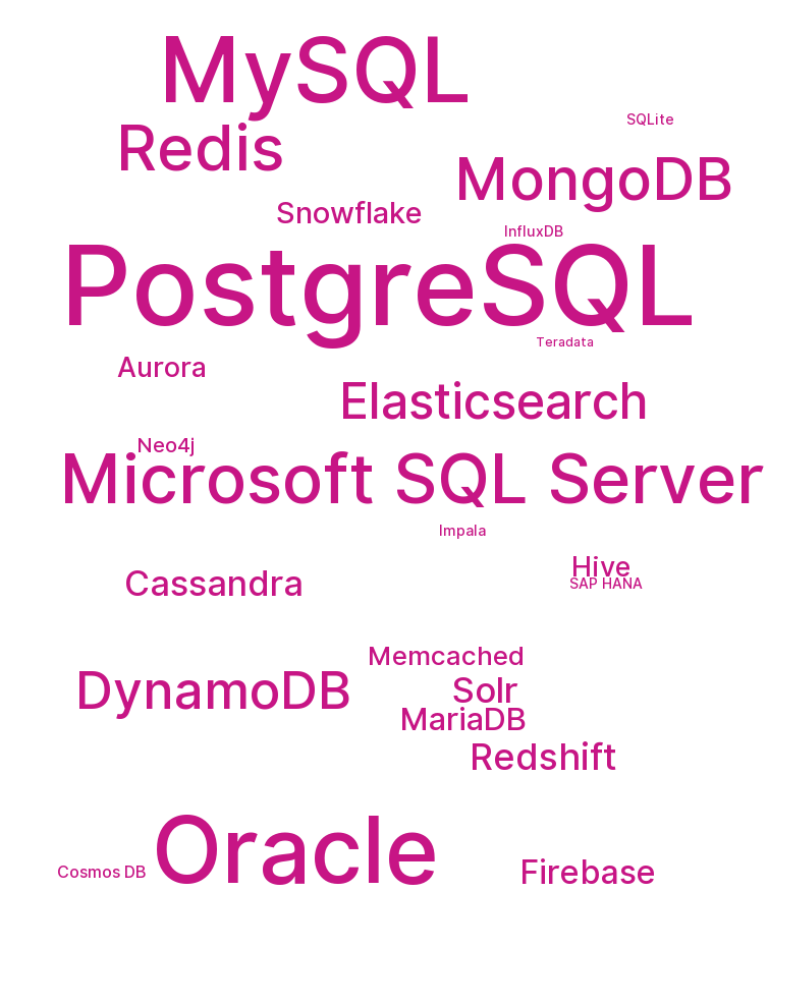 MySQL
SQLite
Redis
MongoDB
Snowflake
InfluxDB
PostgreSQL
Teradata
Aurora
Elasticsearch
Neo4j
Microsoft SQL Server
Impala
Hive
Cassandra
SAP HANA
Memcached
DynamoDB
Solr
MariaDB
Redshift
Oracle
Cosmos DB
Firebase